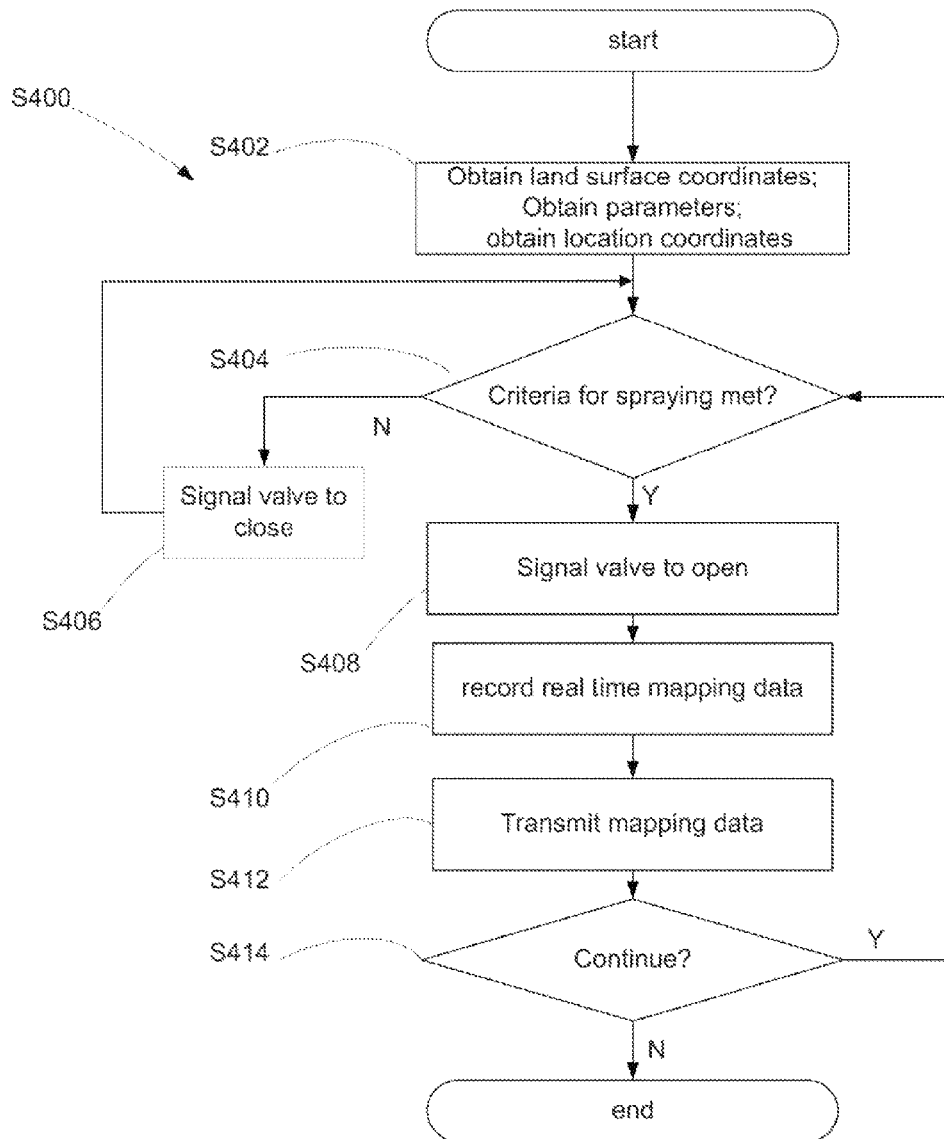 start
S400
S402
Obtain land surface coordinates;
Obtain parameters;
obtain location coordinates
S404
Criteria for spraying met?
N
Y
Signal valve to
close
S406
Signal valve to open
S408
record real time mapping data
S410
Transmit mapping data
S412
S414
Continue?
Y
N
end